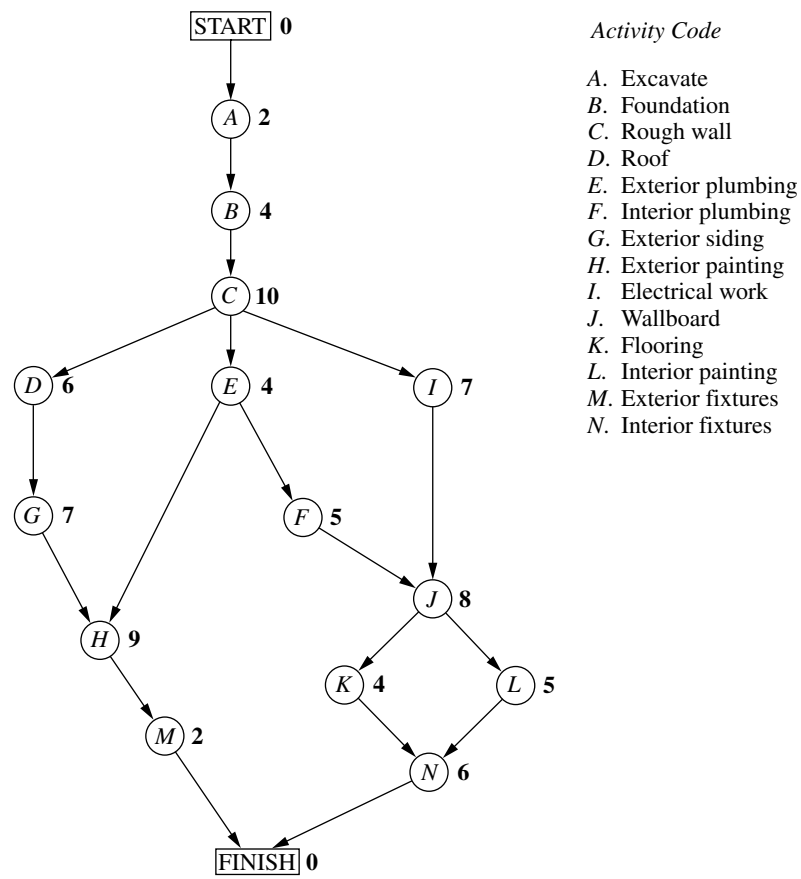 START 0
A 2
B 4
C 10
D 6
E 4
I 7
G 7
F 5
J 8
H 9
K 4
L 5
M 2
N 6
FINISH 0
Activity Code
A. Excavate
B. Foundation
C. Rough wall
D. Roof
E. Exterior plumbing
F. Interior plumbing
G. Exterior siding
H. Exterior painting
I. Electrical work
J. Wallboard
K. Flooring
L. Interior painting
M. Exterior fixtures
N. Interior fixtures